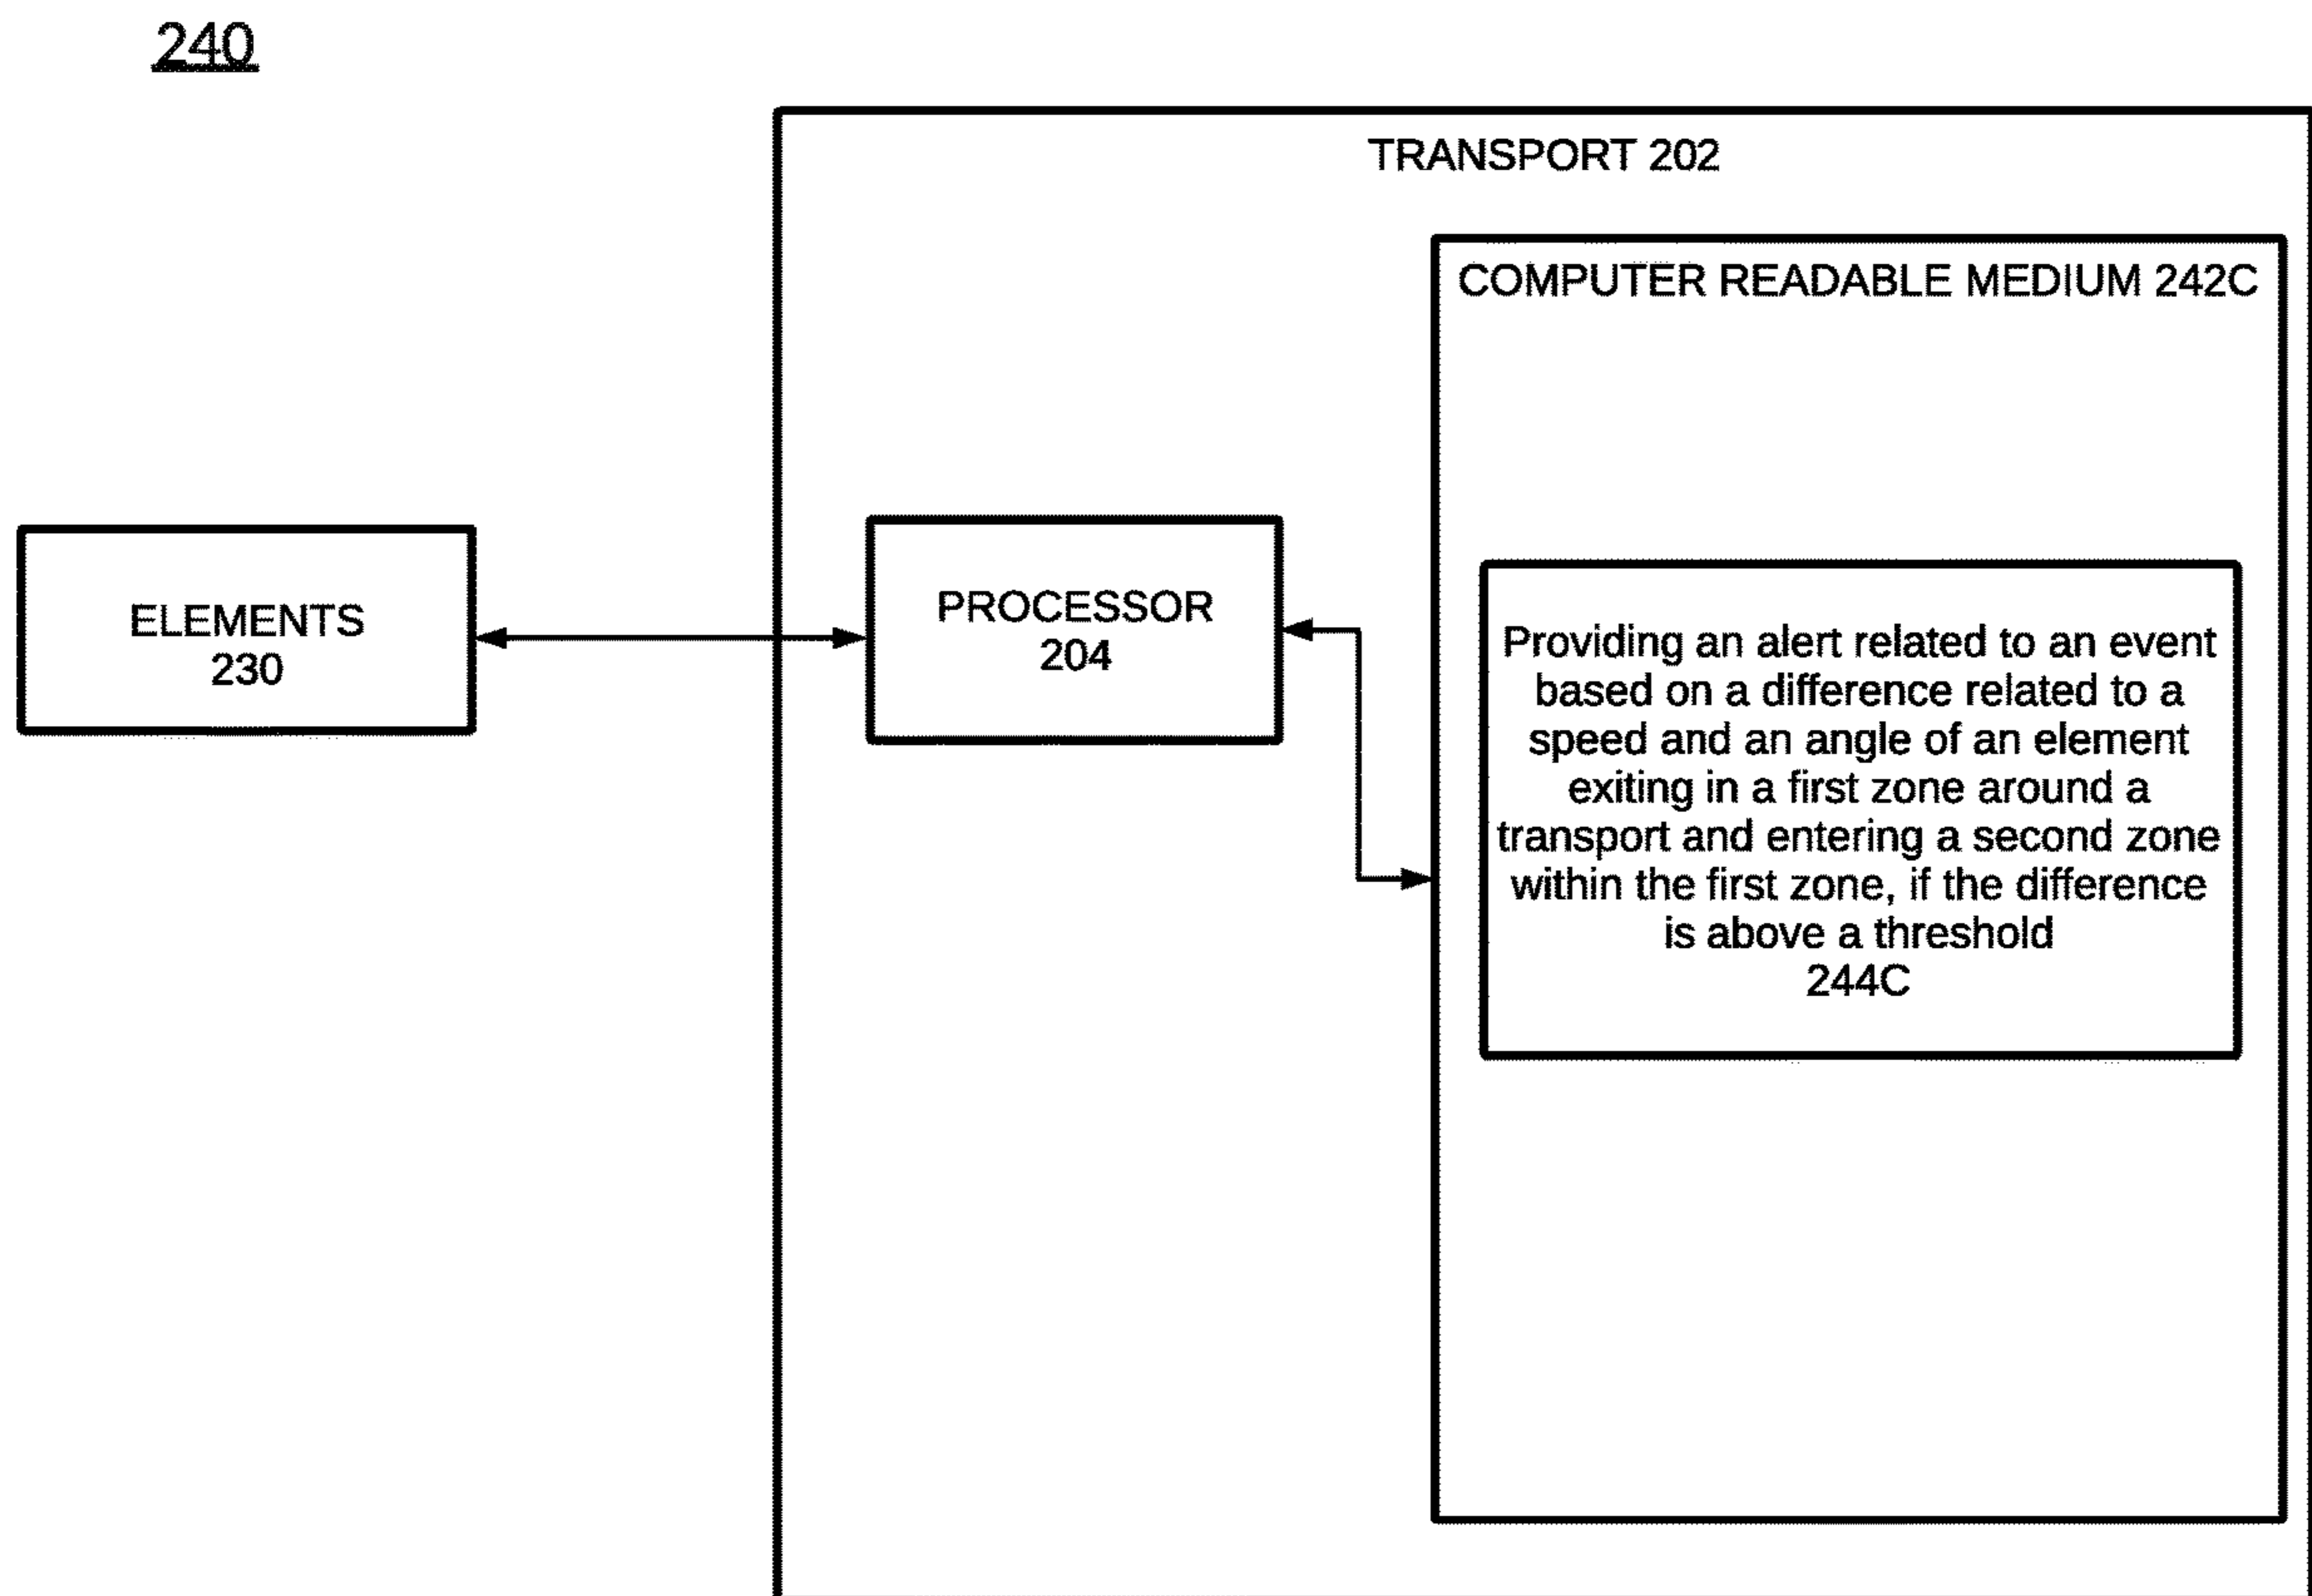 240
TRANSPORT 202
COMPUTER READABLE MEDIUM 242C
ELEMENTS
230
PROCESSOR
204
Providing an alert related to an event
based on a difference related to a
speed and an angle of an element
exiting in a first zone around a
transport and entering a second zone
within the first zone, if the difference
is above a threshold
244C